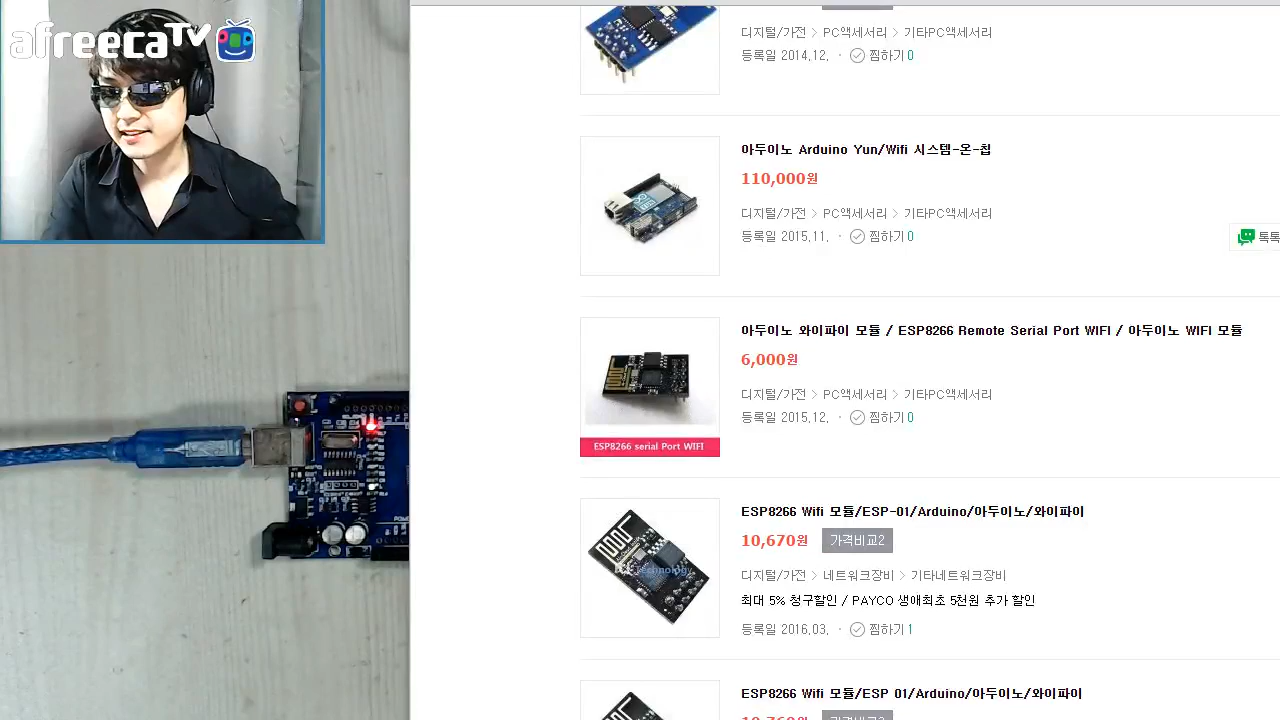 afreecaTV
디지털/가전 > PC액세서리 > 기타PC액세서리
등록일 2014.12. · 찜하기 0
아두이노 Arduino Yun/Wifi 시스템-온-칩
110,000원
디지털/가전 > PC액세서리 > 기타PC액세서리
등록일 2015.11. · 찜하기 0
톡톡
아두이노 와이파이 모듈 / ESP8266 Remote Serial Port WIFI / 아두이노 WIFI 모듈
6,000원
디지털/가전 > PC액세서리 > 기타PC액세서리
등록일 2015.12. · 찜하기 0
ESP8266 serial Port WIFI
ESP8266 Wifi 모듈/ESP-01/Arduino/아두이노/와이파이
10,670원 가격비교2
디지털/가전 > 네트워크장비 > 기타네트워크장비
최대 5% 청구할인 / PAYCO 생애최초 5천원 추가 할인
등록일 2016.03. · 찜하기 1
Technology
ESP8266 Wifi 모듈/ESP 01/Arduino/아두이노/와이파이